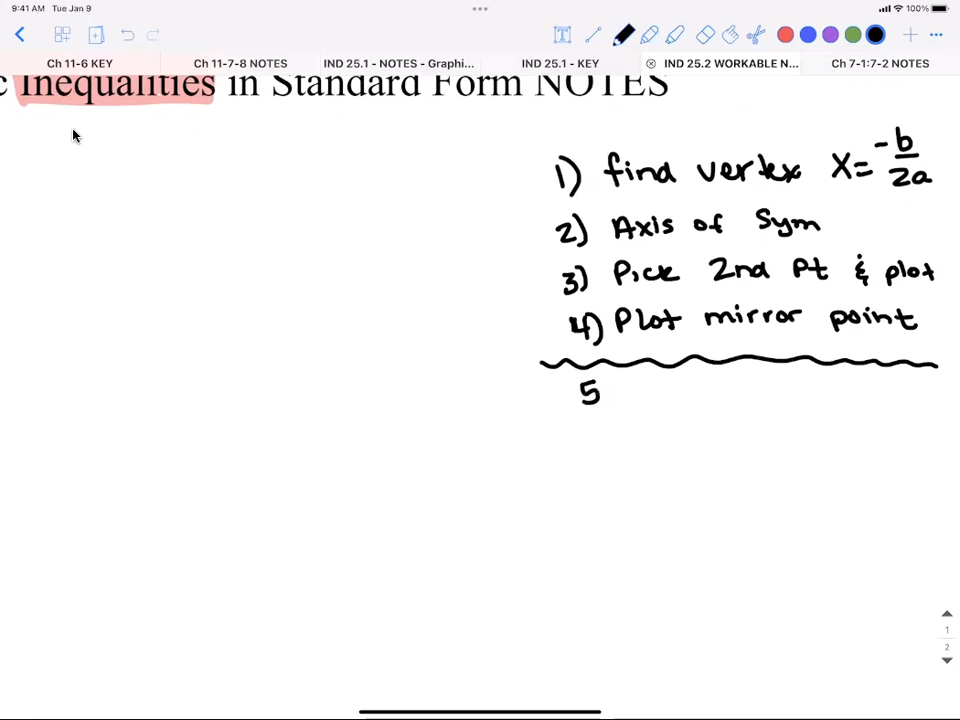 9:41 AM Tue Jan 9
Ch 11-6 KEY
Ch 11-7-8 NOTES
IND 25.1 - NOTES - Graphi...
IND 25.1 - KEY
IND 25.2 WORKABLE N...
Ch 7-1:7-2 NOTES
c Inequalities in Standard Form NOTES
1) find vertex X = -b/2a
2) Axis of Sym
3) Pick 2nd Pt & plot
4) Plot mirror point
5
1
2